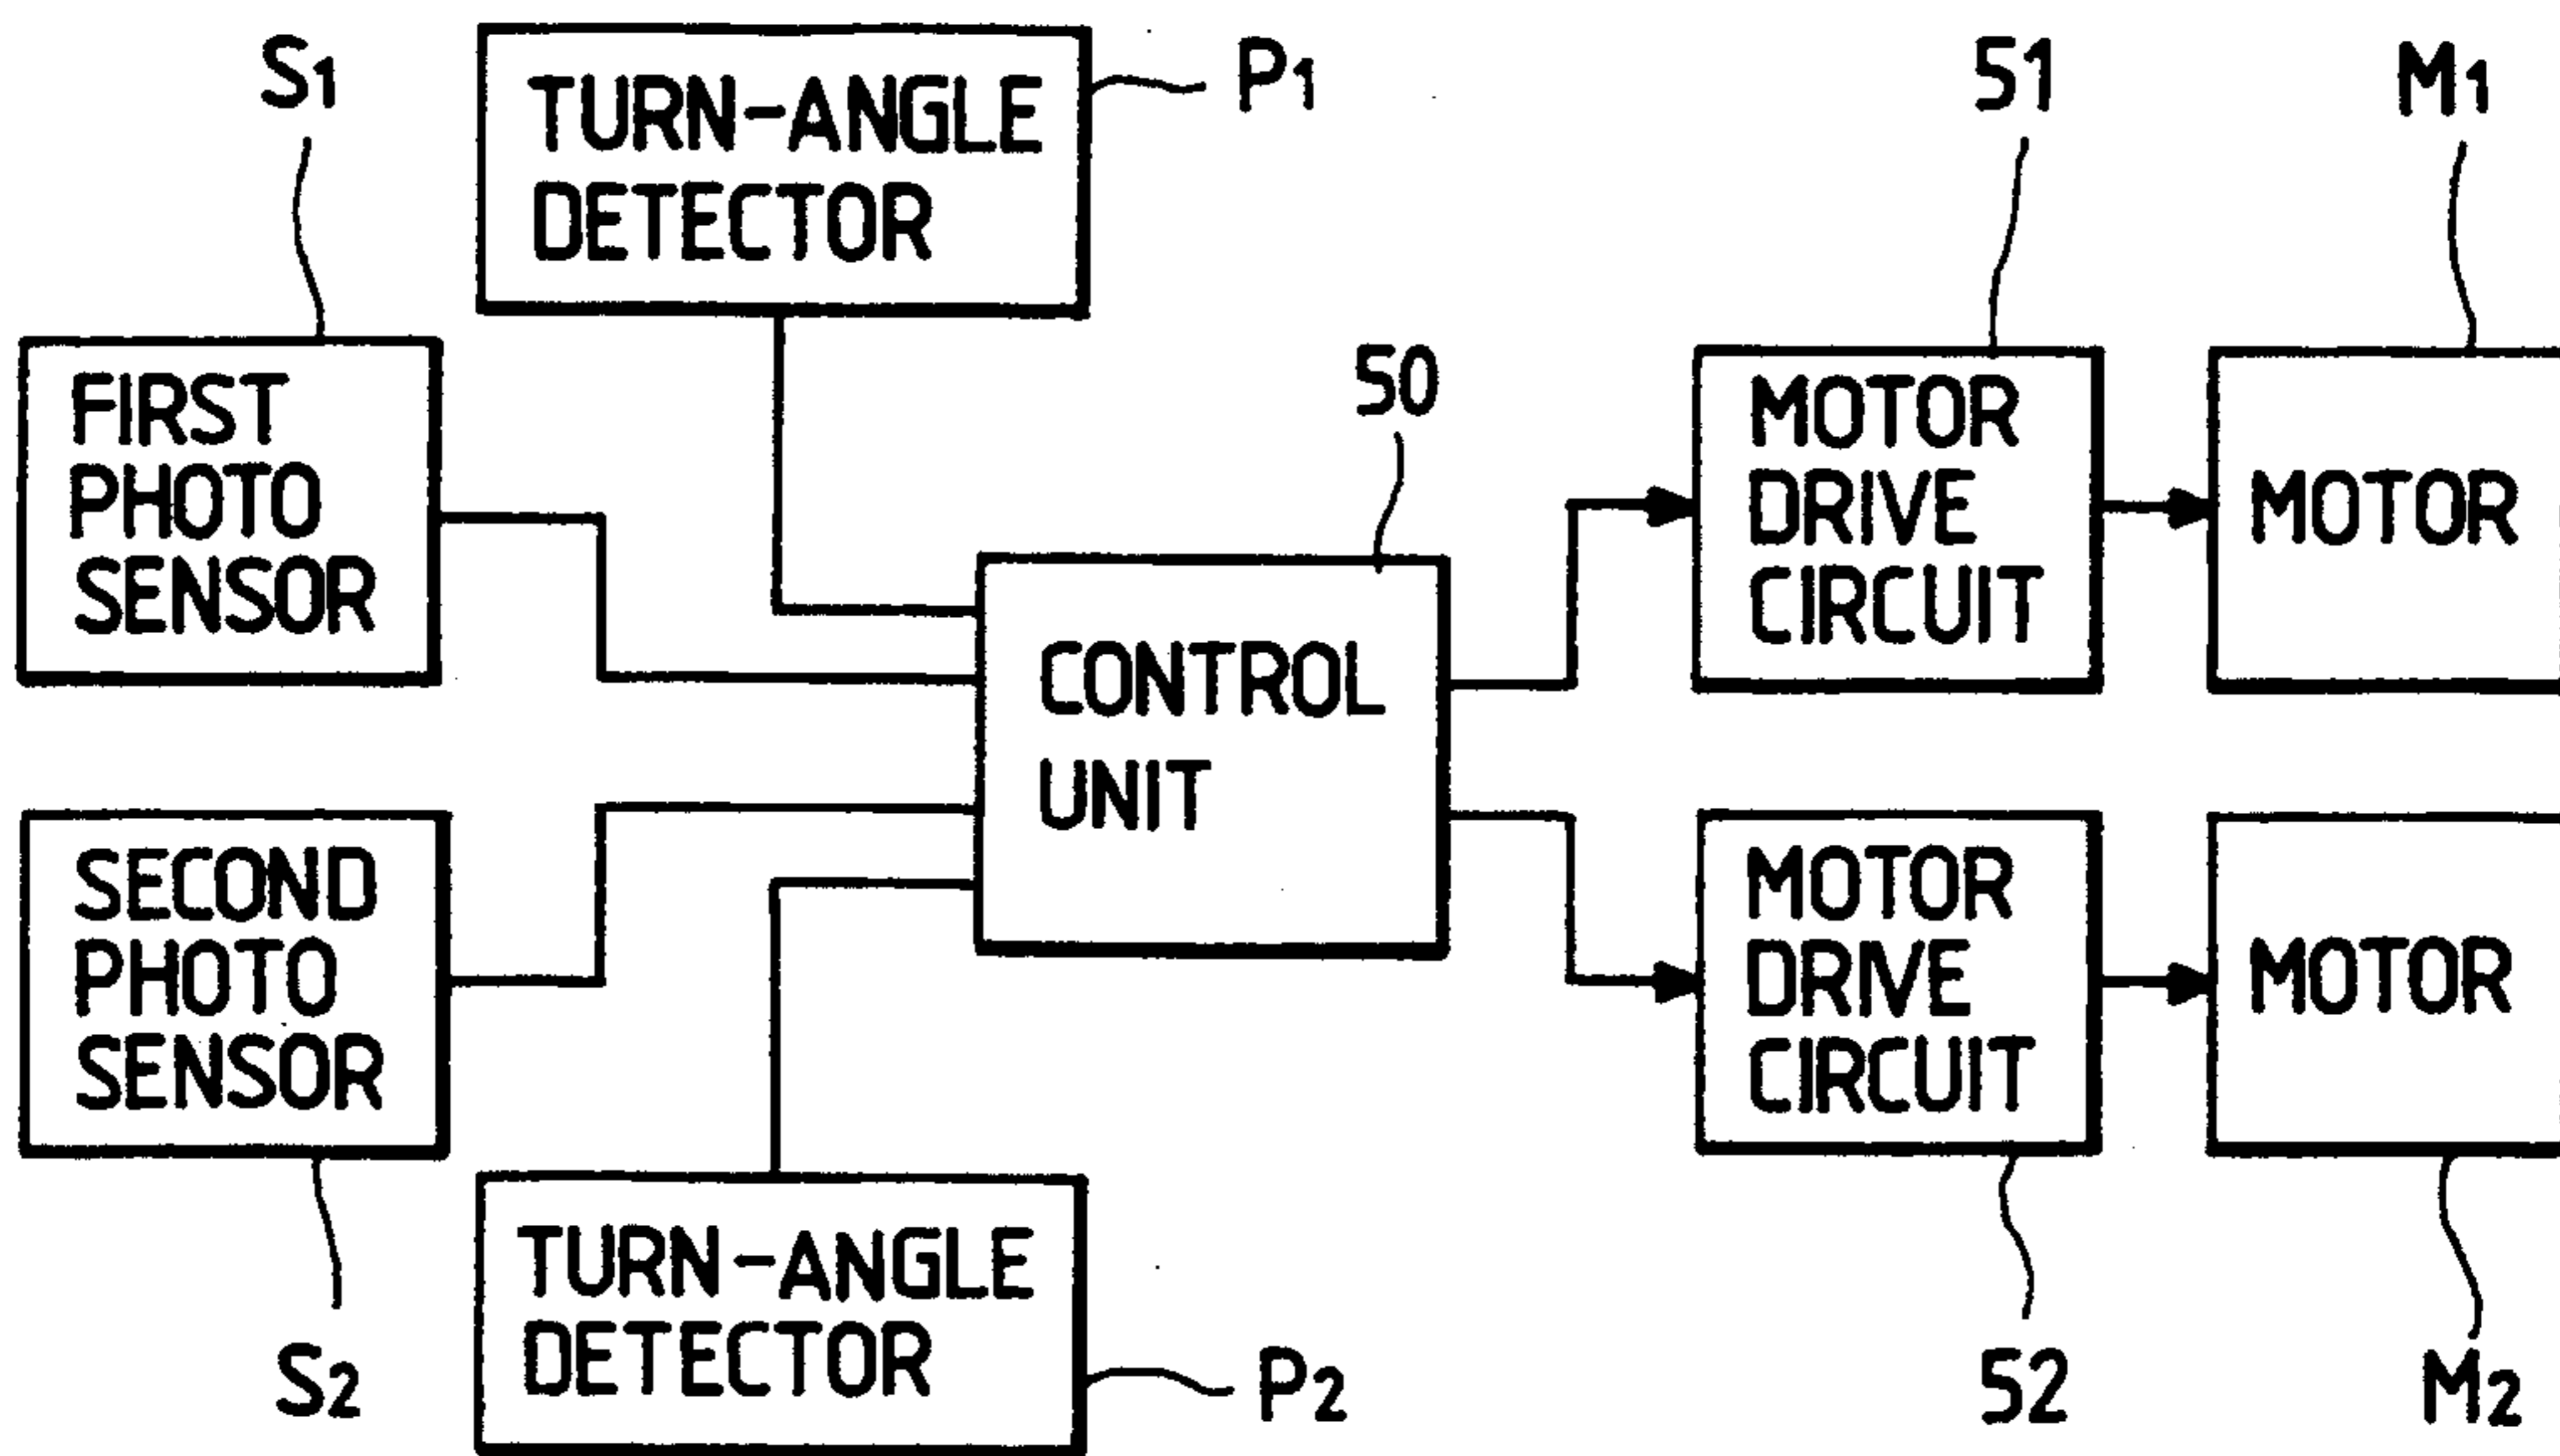 S1
TURN-ANGLE
DETECTOR
P1
51
M1
FIRST
PHOTO
SENSOR
50
MOTOR
DRIVE
CIRCUIT
MOTOR
CONTROL
UNIT
SECOND
PHOTO
SENSOR
MOTOR
DRIVE
CIRCUIT
MOTOR
TURN-ANGLE
DETECTOR
S2
P2
52
M2